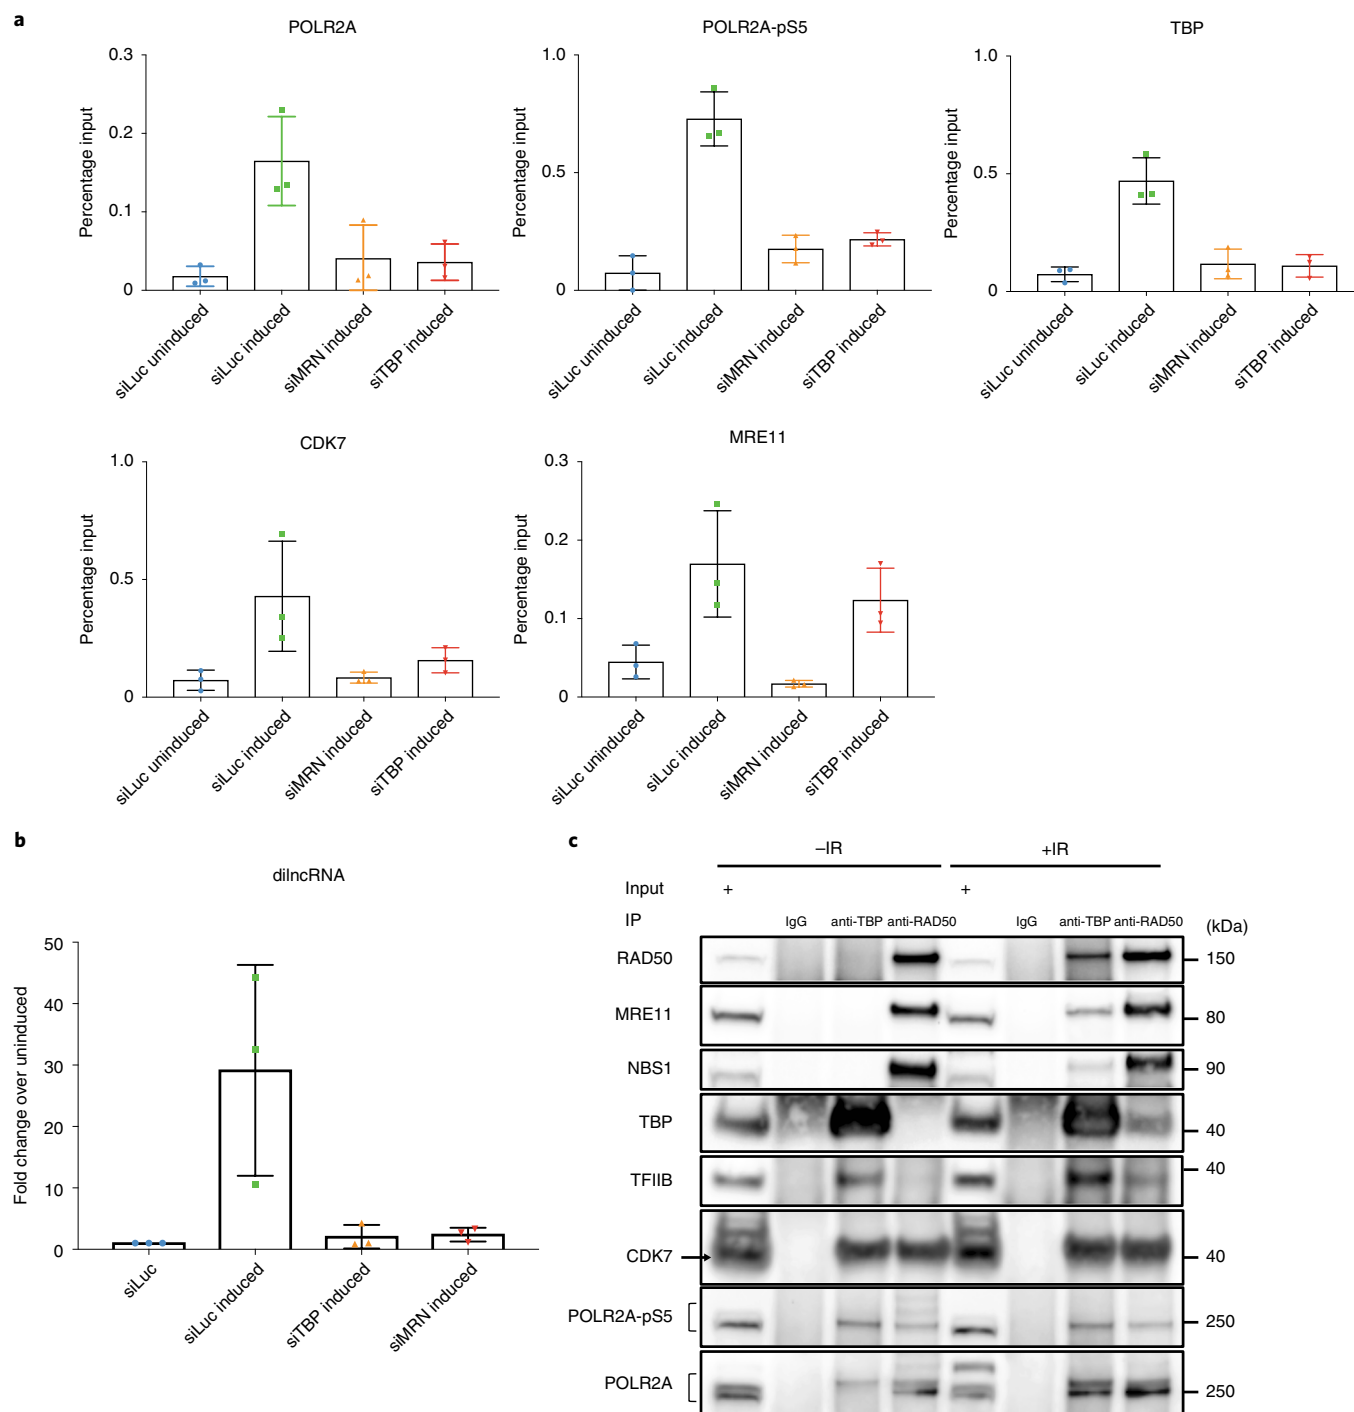 a
POLR2A
POLR2A-pS5
TBP
Percentage input
0.3
0.2
0.1
0
siLuc uninduced
siLuc induced
siMRN induced
siTBP induced
Percentage input
1.0
0.5
0
siLuc uninduced
siLuc induced
siMRN induced
siTBP induced
Percentage input
1.0
0.5
0
siLuc uninduced
siLuc induced
siMRN induced
siTBP induced
CDK7
MRE11
Percentage input
1.0
0.5
0
siLuc uninduced
siLuc induced
siMRN induced
siTBP induced
Percentage input
0.3
0.2
0.1
0
siLuc uninduced
siLuc induced
siMRN induced
siTBP induced
b
dilncRNA
Fold change over uninduced
50
40
30
20
10
0
siLuc
siLuc induced
siTBP induced
siMRN induced
c
–IR +IR
Input + +
IP IgG anti-TBP anti-RAD50 IgG anti-TBP anti-RAD50 (kDa)
RAD50 150
MRE11 80
NBS1 90
TBP 40
TFIIB 40
CDK7 40
POLR2A-pS5 250
POLR2A 250